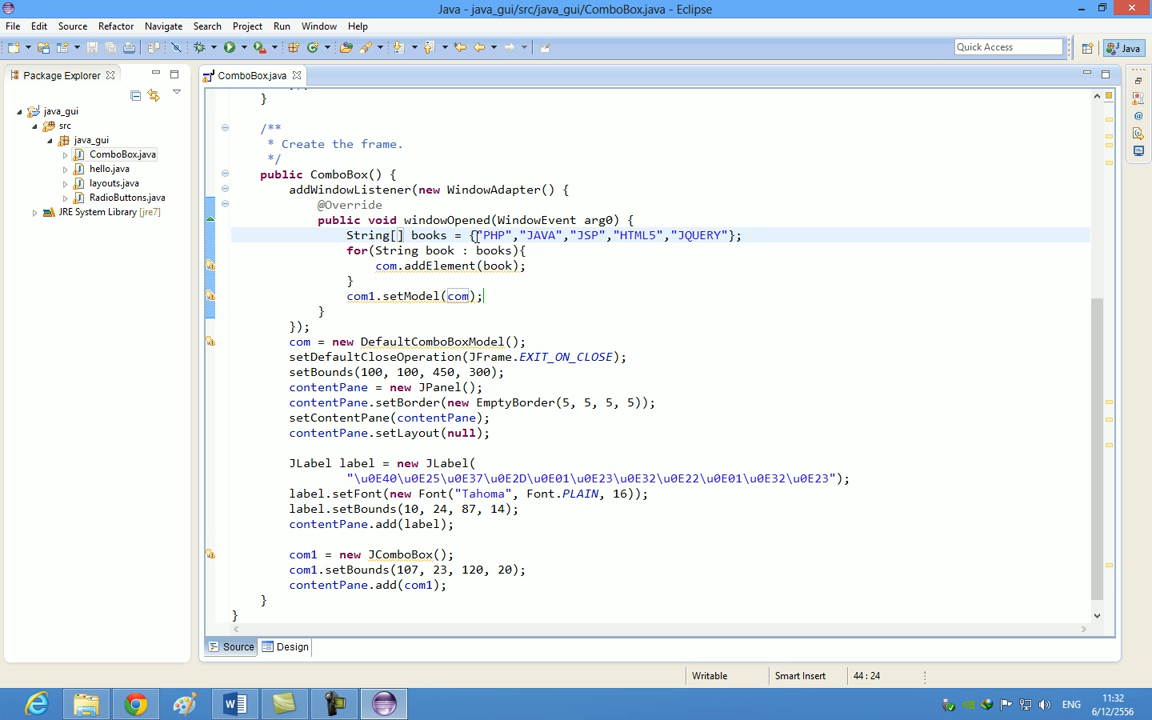 Java - java_gui/src/java_gui/ComboBox.java - Eclipse
File Edit Source Refactor Navigate Search Project Run Window Help
Quick Access
Java
Package Explorer
ComboBox.java
java_gui
src
java_gui
ComboBox.java
hello.java
layouts.java
RadioButtons.java
JRE System Library [jre7]
}
/**
* Create the frame.
*/
public ComboBox() {
addWindowListener(new WindowAdapter() {
@Override
public void windowOpened(WindowEvent arg0) {
String[] books = {"PHP","JAVA","JSP","HTML5","JQUERY"};
for(String book : books){
com.addElement(book);
}
com1.setModel(com);
}
});
com = new DefaultComboBoxModel();
setDefaultCloseOperation(JFrame.EXIT_ON_CLOSE);
setBounds(100, 100, 450, 300);
contentPane = new JPanel();
contentPane.setBorder(new EmptyBorder(5, 5, 5, 5));
setContentPane(contentPane);
contentPane.setLayout(null);
JLabel label = new JLabel(
"\u0E40\u0E25\u0E37\u0E2D\u0E01\u0E23\u0E32\u0E22\u0E01\u0E32\u0E23");
label.setFont(new Font("Tahoma", Font.PLAIN, 16));
label.setBounds(10, 24, 87, 14);
contentPane.add(label);
com1 = new JComboBox();
com1.setBounds(107, 23, 120, 20);
contentPane.add(com1);
}
}
Source Design
Writable Smart Insert 44 : 24
ENG
11:32
6/12/2556